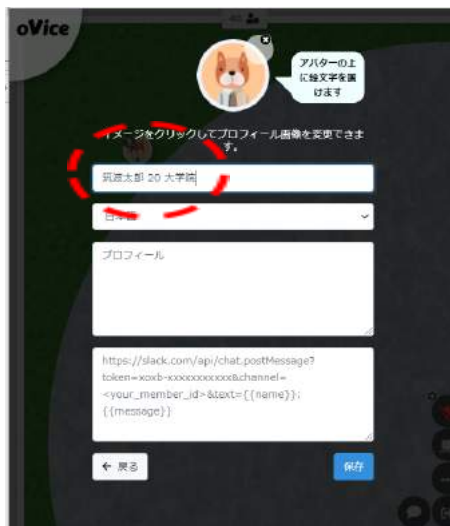 oVice
40
アバターの上
に絵文字を置
けます
イメージをクリックしてプロフィール画像を変更できま
す。
筑波太郎 20 大学院
日本語
プロフィール
https://slack.com/api/chat.postMessage?
token=xoxb-xxxxxxxxxxx&channel=
<your_member_id>&text={{name}}:
{{message}}
← 戻る
保存